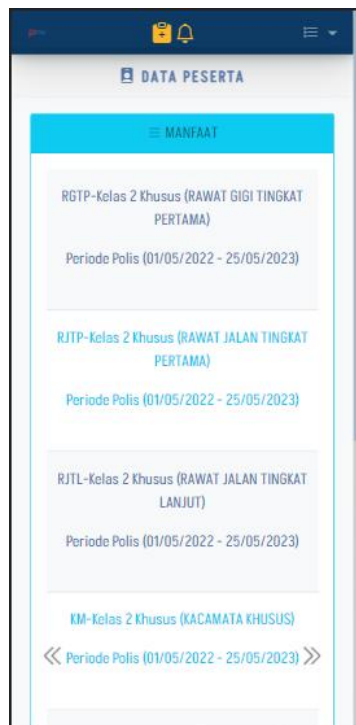 DATA PESERTA
MANFAAT
RGTP-Kelas 2 Khusus (RAWAT GIGI TINGKAT
PERTAMA)
Periode Polis (01/05/2022 - 25/05/2023)
RJTP-Kelas 2 Khusus (RAWAT JALAN TINGKAT
PERTAMA)
Periode Polis (01/05/2022 - 25/05/2023)
RJTL-Kelas 2 Khusus (RAWAT JALAN TINGKAT
LANJUT)
Periode Polis (01/05/2022 - 25/05/2023)
KM-Kelas 2 Khusus (KACAMATA KHUSUS)
Periode Polis (01/05/2022 - 25/05/2023)